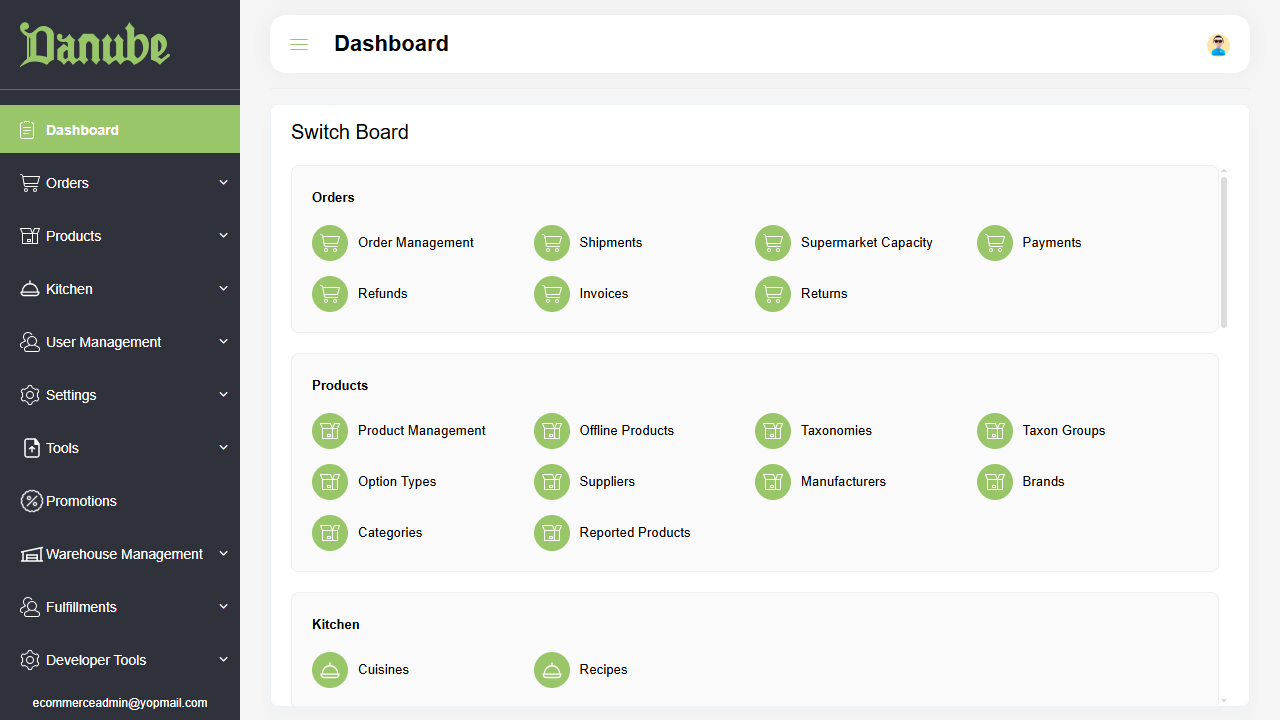 Danube
Dashboard
Orders
Products
Kitchen
User Management
Settings
Tools
Promotions
Warehouse Management
Fulfillments
Developer Tools
ecommerceadmin@yopmail.com
Dashboard
Switch Board
Orders
Order Management Shipments Supermarket Capacity Payments
Refunds Invoices Returns
Products
Product Management Offline Products Taxonomies Taxon Groups
Option Types Suppliers Manufacturers Brands
Categories Reported Products
Kitchen
Cuisines Recipes